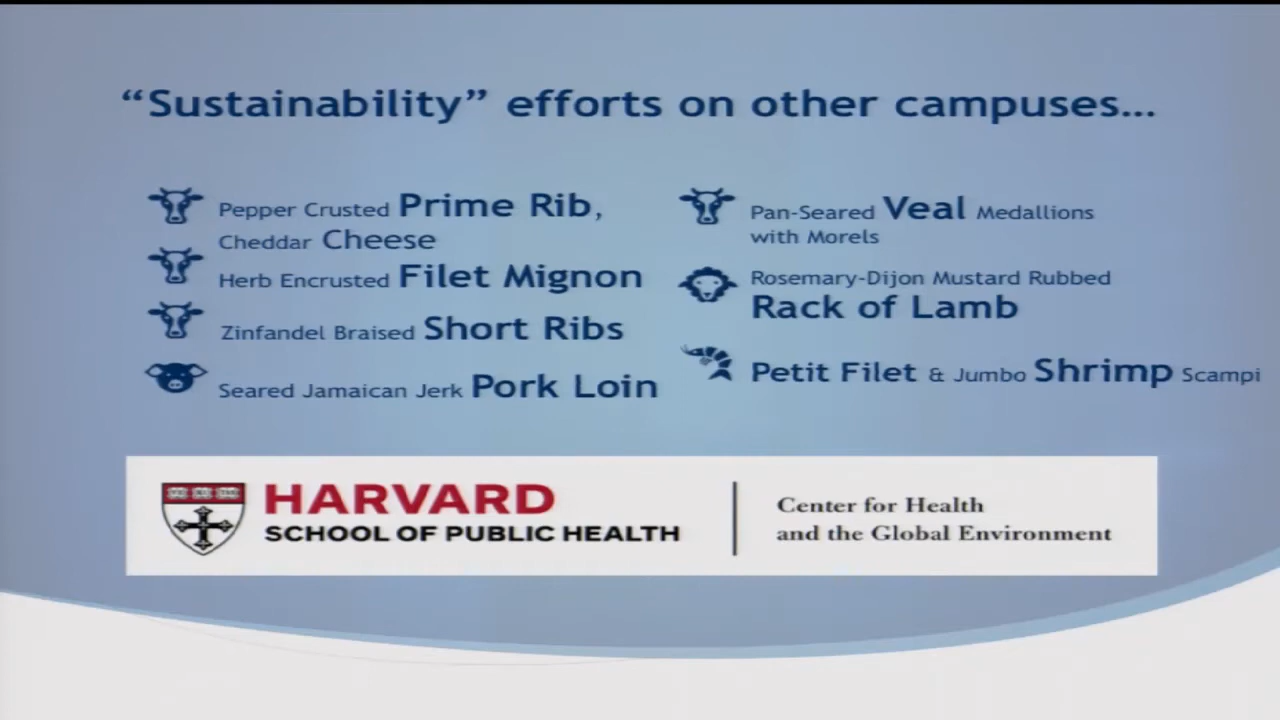 “Sustainability” efforts on other campuses...
Pepper Crusted Prime Rib,
Cheddar Cheese
Herb Encrusted Filet Mignon
Zinfandel Braised Short Ribs
Seared Jamaican Jerk Pork Loin
Pan-Seared Veal Medallions
with Morels
Rosemary-Dijon Mustard Rubbed
Rack of Lamb
Petit Filet & Jumbo Shrimp Scampi
HARVARD
SCHOOL OF PUBLIC HEALTH
Center for Health
and the Global Environment